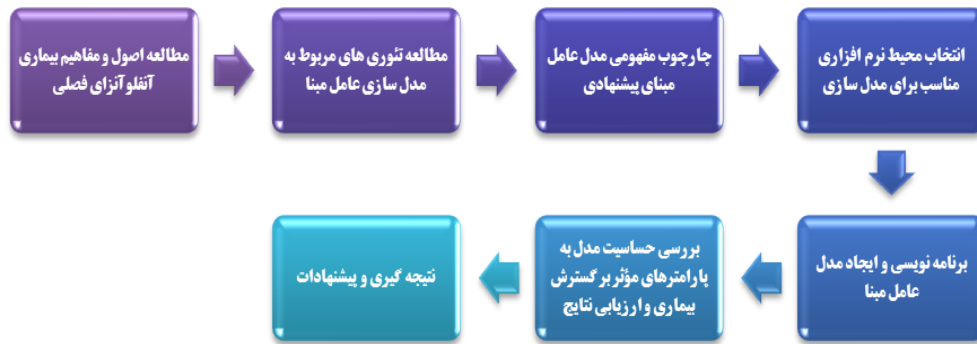 مطالعه اصول و مفاهیم بیماری
آنفلوآنزای فصلی
مطالعه تئوری های مربوط به
مدل سازی عامل مبنا
چارچوب مفهومی مدل عامل
مبنای پیشنهادی
انتخاب محیط نرم افزاری
مناسب برای مدل سازی
برنامه نویسی و ایجاد مدل
عامل مبنا
بررسی حساسیت مدل به
پارامترهای مؤثر بر گسترش
بیماری و ارزیابی نتایج
نتیجه گیری و پیشنهادات